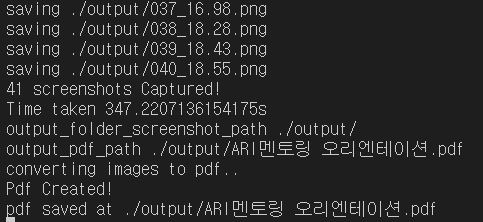 saving ./output/037_16.98.png
saving ./output/038_18.28.png
saving ./output/039_18.43.png
saving ./output/040_18.55.png
41 screenshots Captured!
Time taken 347.2207136154175s
output_folder_screenshot_path ./output/
output_pdf_path ./output/ARI멘토링 오리엔테이션.pdf
converting images to pdf..
Pdf Created!
pdf saved at ./output/ARI멘토링 오리엔테이션.pdf